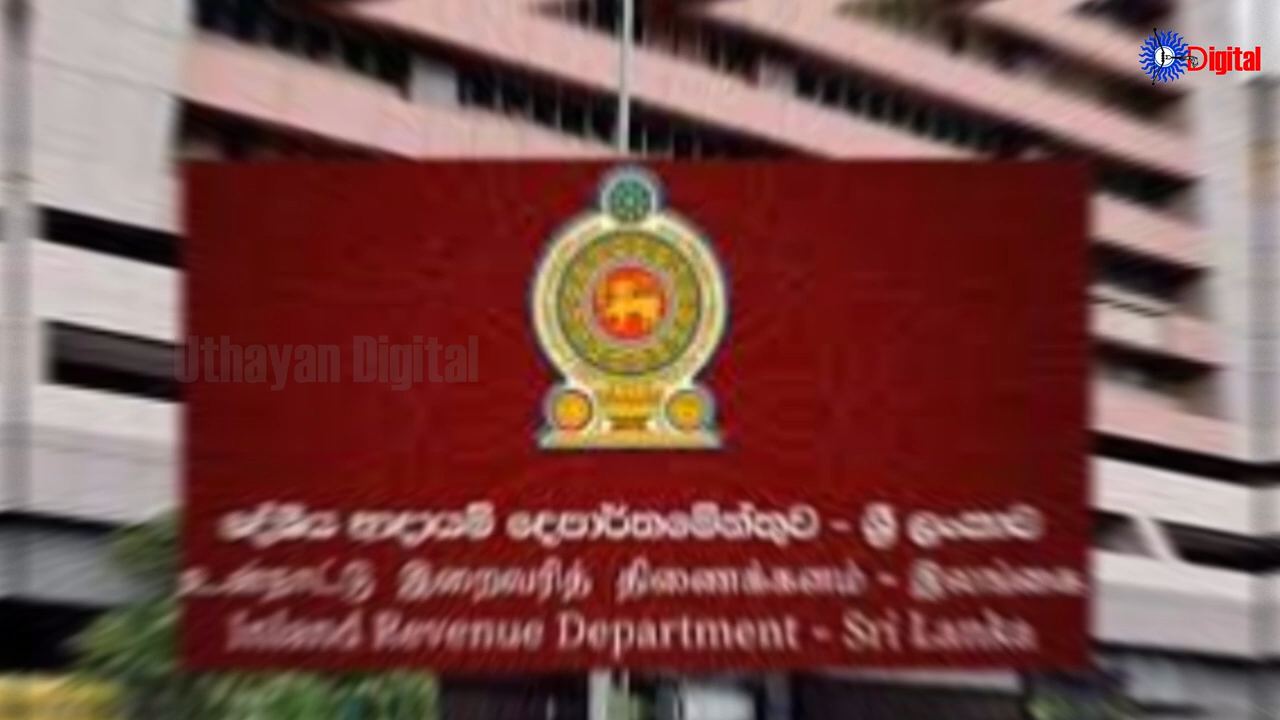 Digital
Uthayan Digital
දේශීය ආදායම් දෙපාර්තමේන්තුව - ශ්‍රී ලංකාව
உள்நாட்டு இறைவரித் திணைக்களம் - இலங்கை
Inland Revenue Department - Sri Lanka